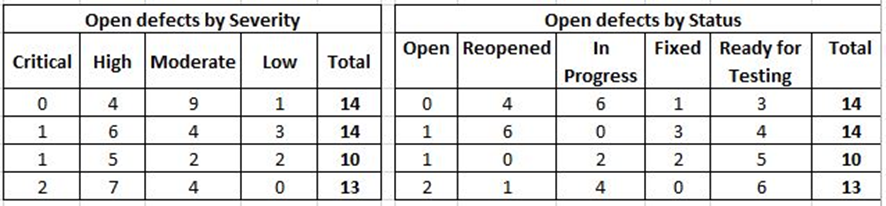 Open defects by Severity
Critical High Moderate Low Total
0 4 9 1 14
1 6 4 3 14
1 5 2 2 10
2 7 4 0 13
Open defects by Status
Open Reopened In Progress Fixed Ready for Testing Total
0 4 6 1 3 14
1 6 0 3 4 14
1 0 2 2 5 10
2 1 4 0 6 13